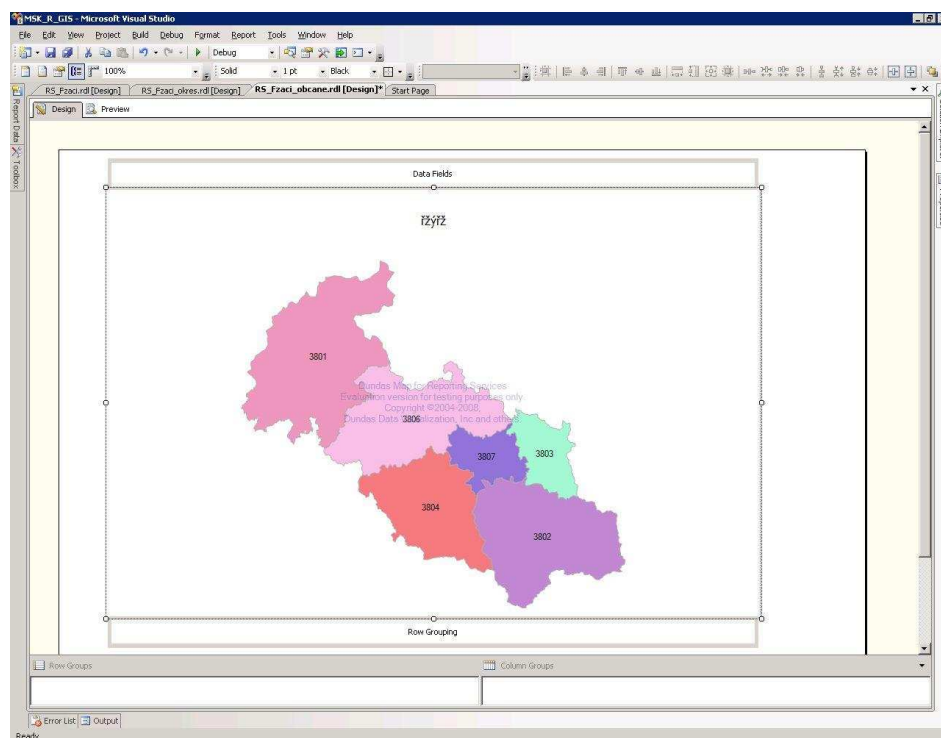 MSK_R_GIS - Microsoft Visual Studio
File Edit View Project Build Debug Format Report Tools Window Help
Debug
100% Solid 1 pt Black
RS_Fzaci.rdl [Design] RS_Fzaci_okres.rdl [Design] RS_Fzaci_obcane.rdl [Design]* Start Page
Report Data
Toolbox
Design Preview
Data Fields
řžýřž
3801
Dundas Map for Reporting Services
Evaluation version for testing purposes only
Copyright ©2004-2008,
Dundas Data Visualization, Inc and others
3806
3807
3803
3804
3802
Row Grouping
Row Groups Column Groups
Error List Output
Ready